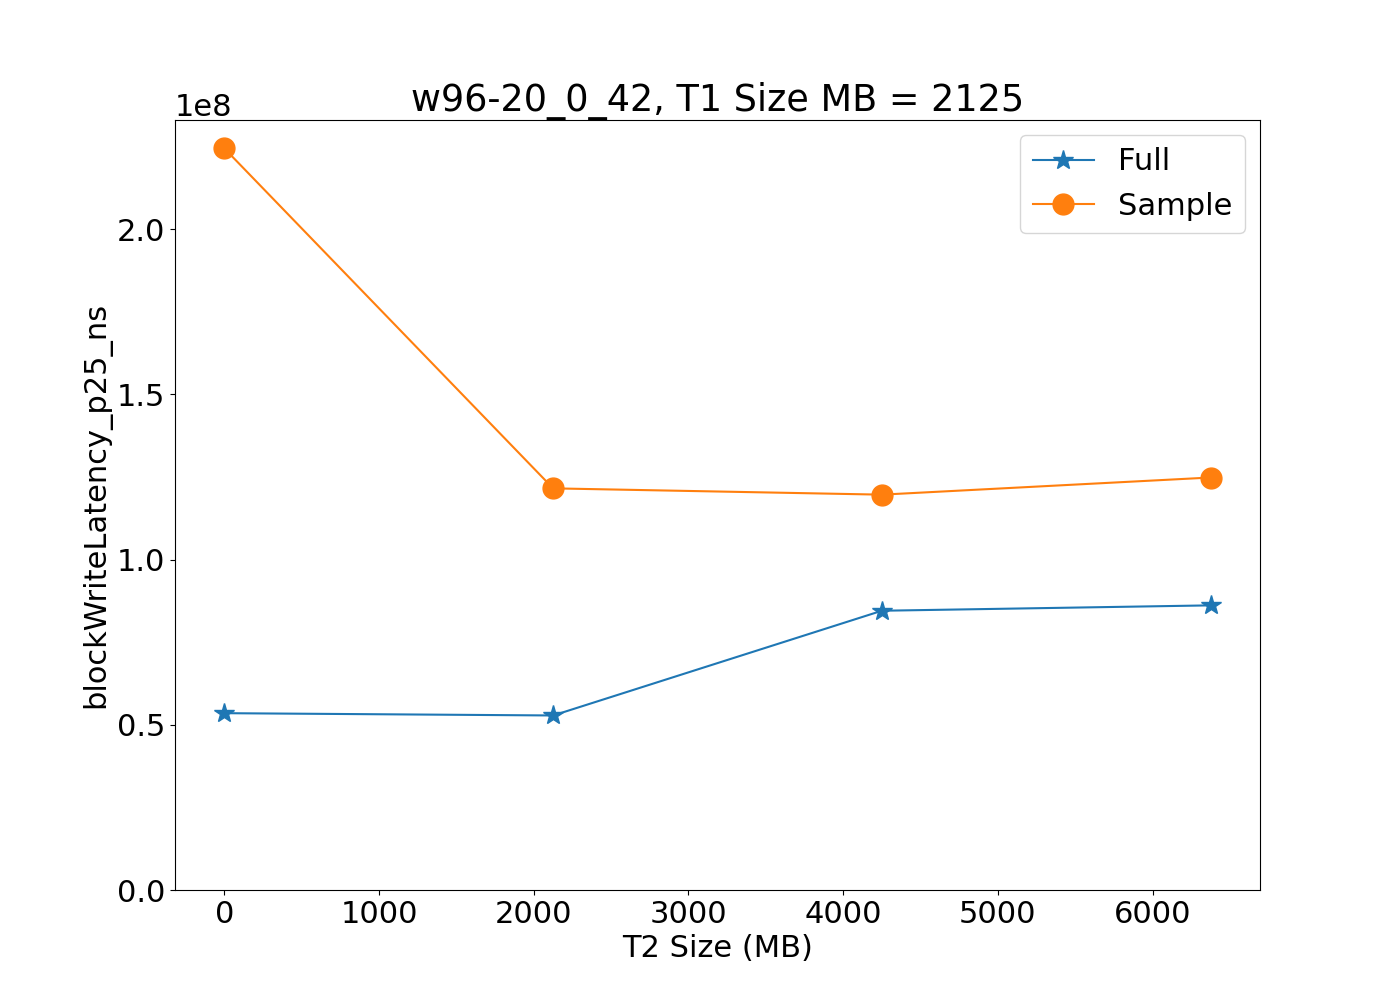 w96-20_0_42, T1 Size MB = 2125
1e8
Full
Sample
2.0
1.5
1.0
0.5
0.0
blockWriteLatency_p25_ns
0 1000 2000 3000 4000 5000 6000
T2 Size (MB)